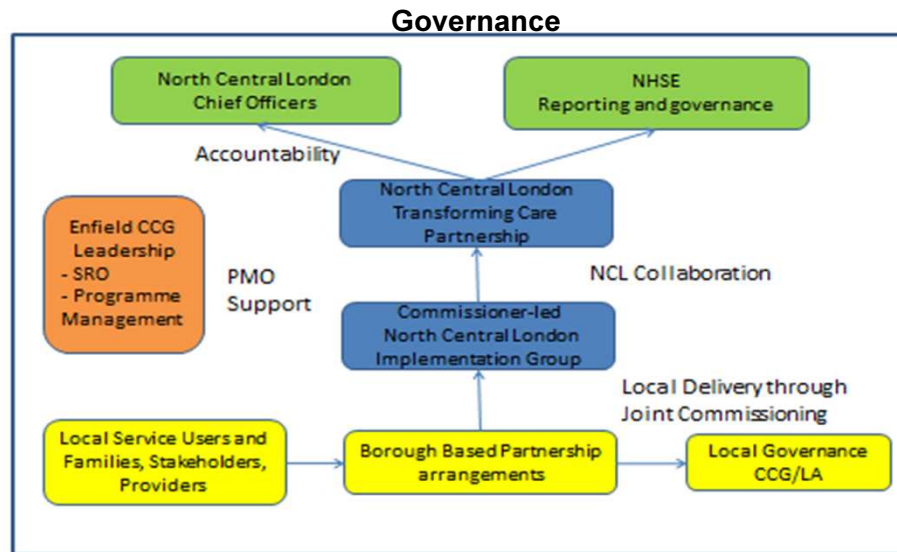 Governance
North Central London
Chief Officers
NHSE
Reporting and governance
Accountability
North Central London
Transforming Care
Partnership
Enfield CCG
Leadership
- SRO
- Programme
Management
PMO
Support
NCL Collaboration
Commissioner-led
North Central London
Implementation Group
Local Delivery through
Joint Commissioning
Local Service Users and
Families, Stakeholders,
Providers
Borough Based Partnership
arrangements
Local Governance
CCG/LA